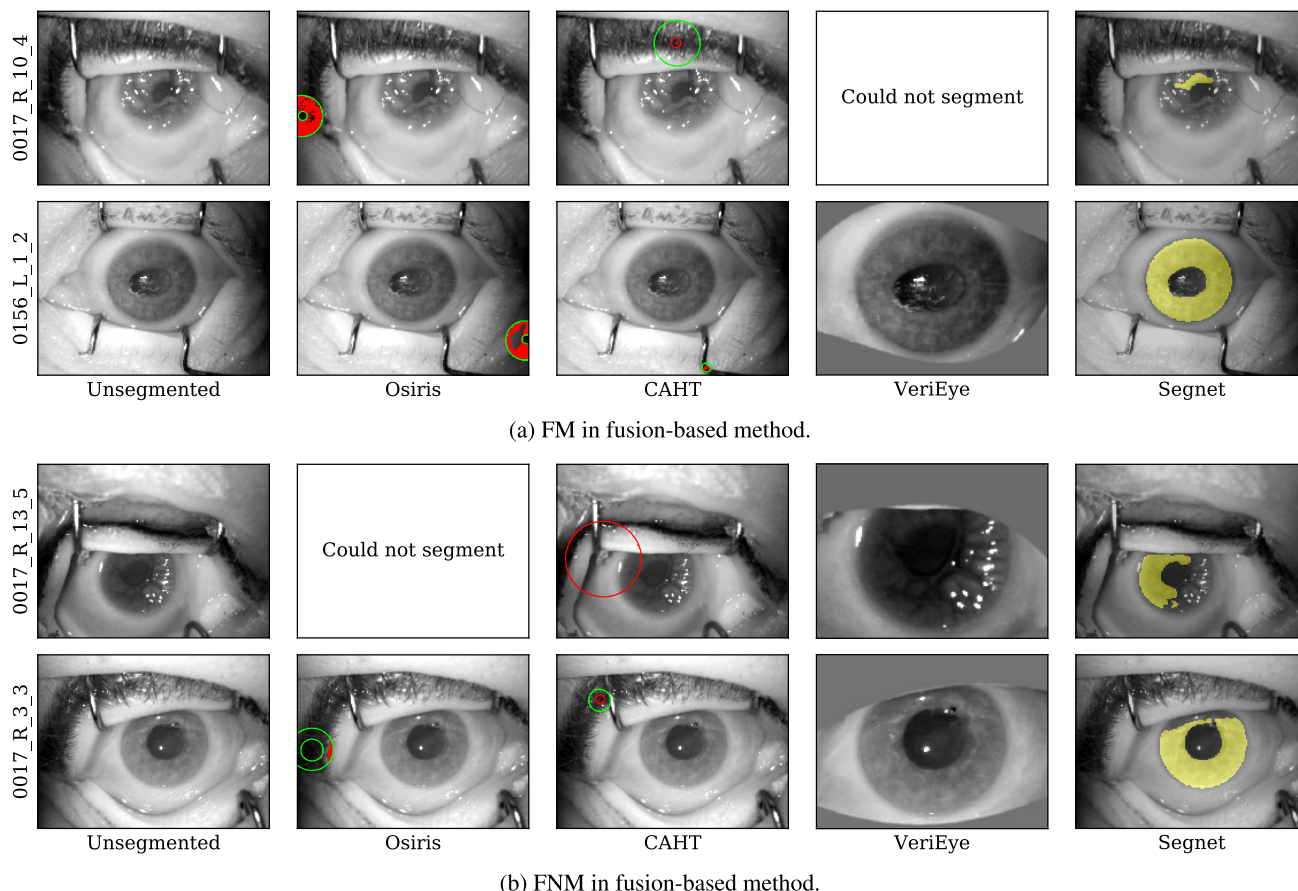 0017_R_10_4
Could not segment
0156_L_1_2
Unsegmented
Osiris
CAHT
VeriEye
Segnet
(a) FM in fusion-based method.
0017_R_13_5
Could not segment
0017_R_3_3
Unsegmented
Osiris
CAHT
VeriEye
Segnet
(b) FNM in fusion-based method.